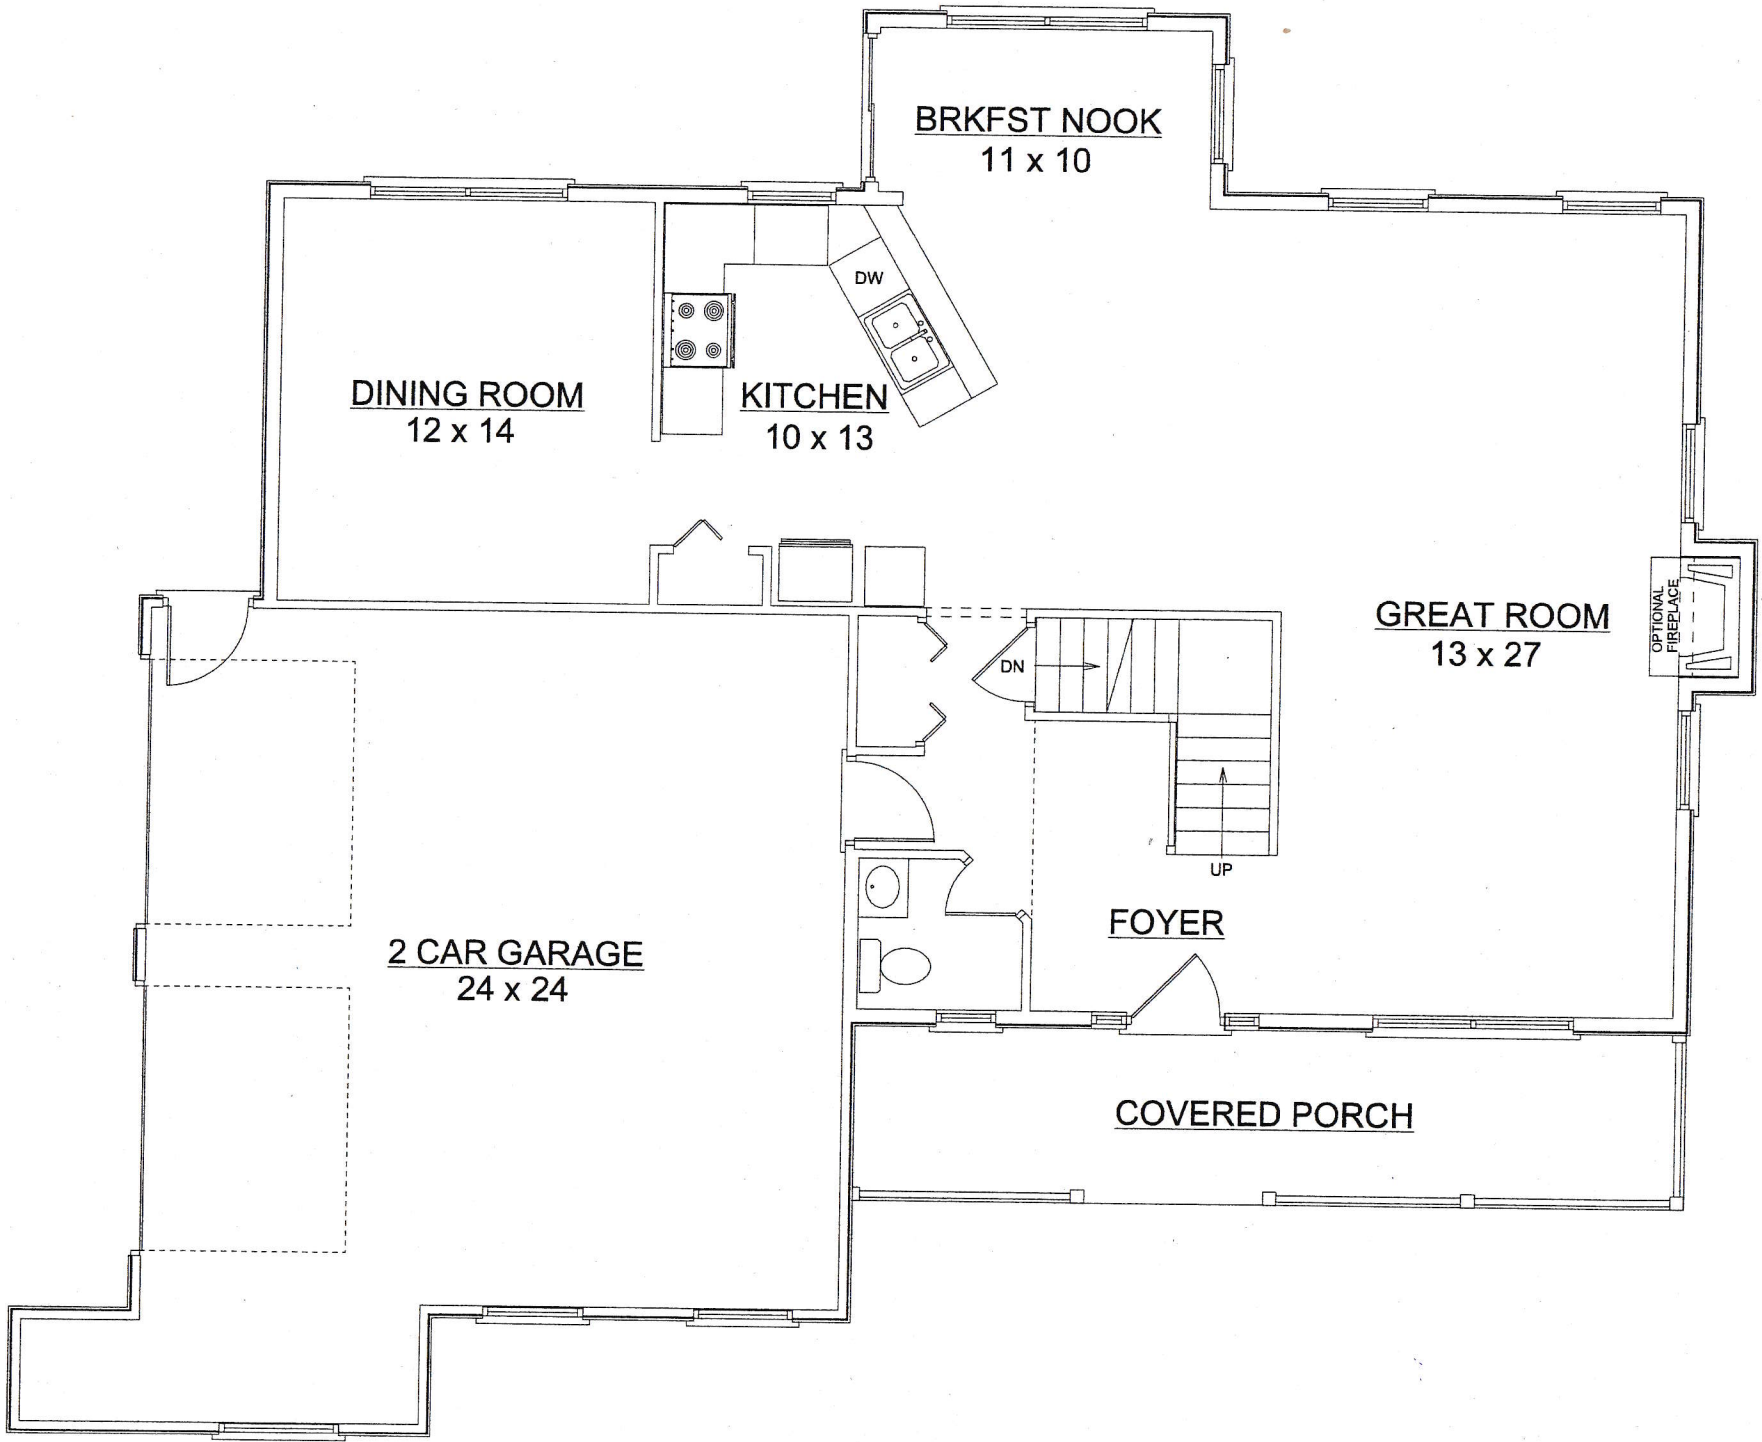 BRKFST NOOK
11 x 10
DW
DINING ROOM
12 x 14
KITCHEN
10 x 13
GREAT ROOM
13 x 27
OPTIONAL
FIREPLACE
DN
UP
FOYER
2 CAR GARAGE
24 x 24
COVERED PORCH